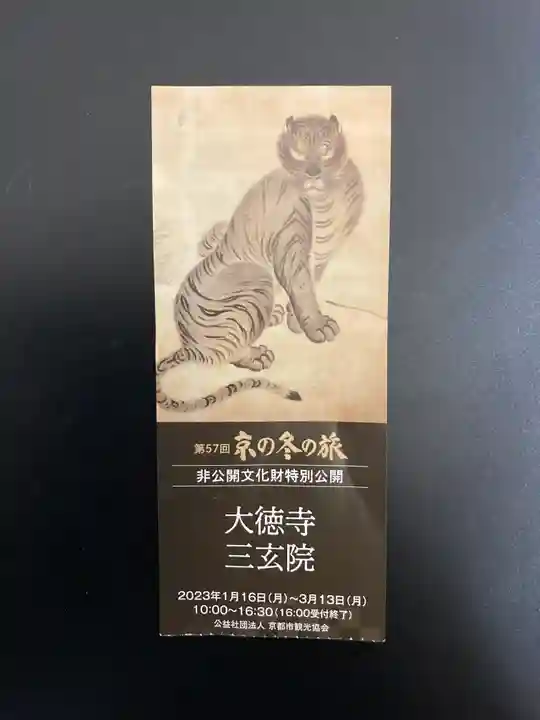 第57回 京の冬の旅
非公開文化財特別公開
大徳寺
三玄院
2023年1月16日(月)～3月13日(月)
10:00～16:30(16:00受付終了)
公益社団法人 京都市観光協会